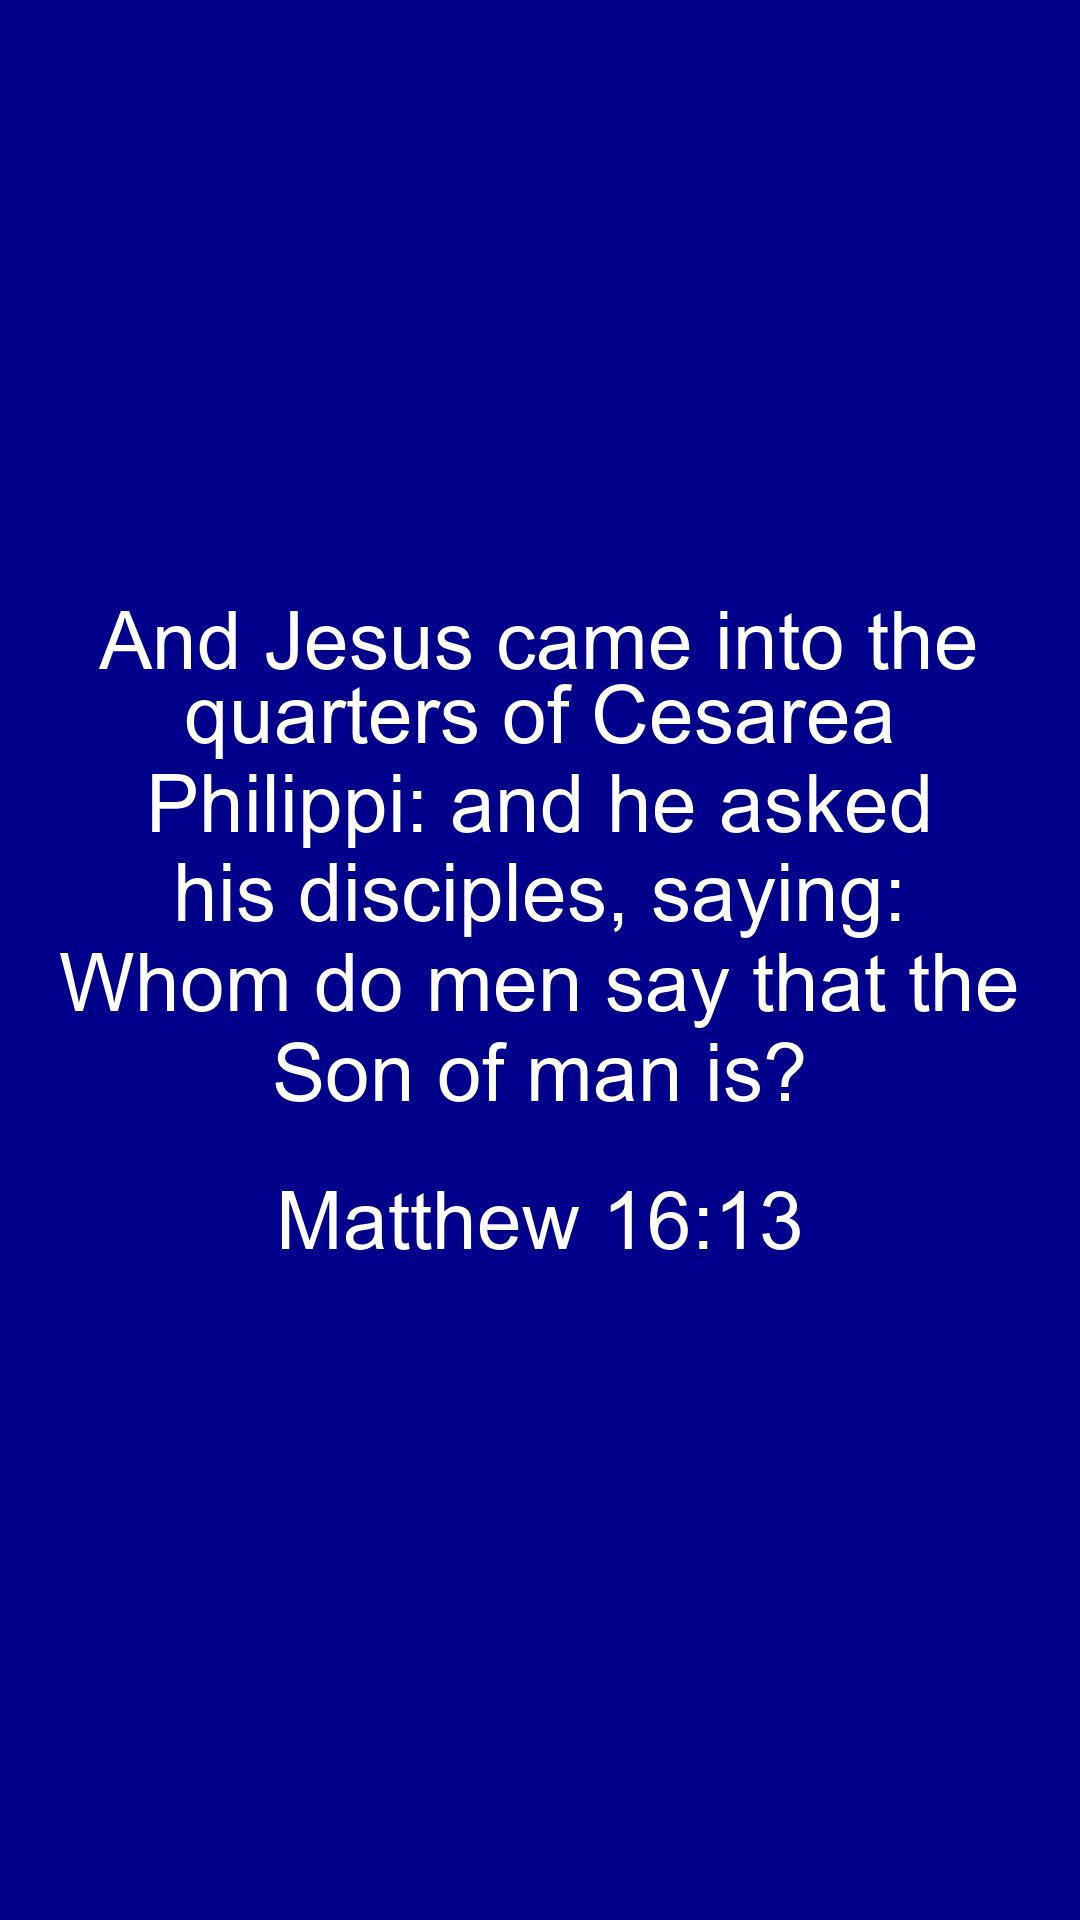 And Jesus came into the
quarters of Cesarea
Philippi: and he asked
his disciples, saying:
Whom do men say that the
Son of man is?
Matthew 16:13